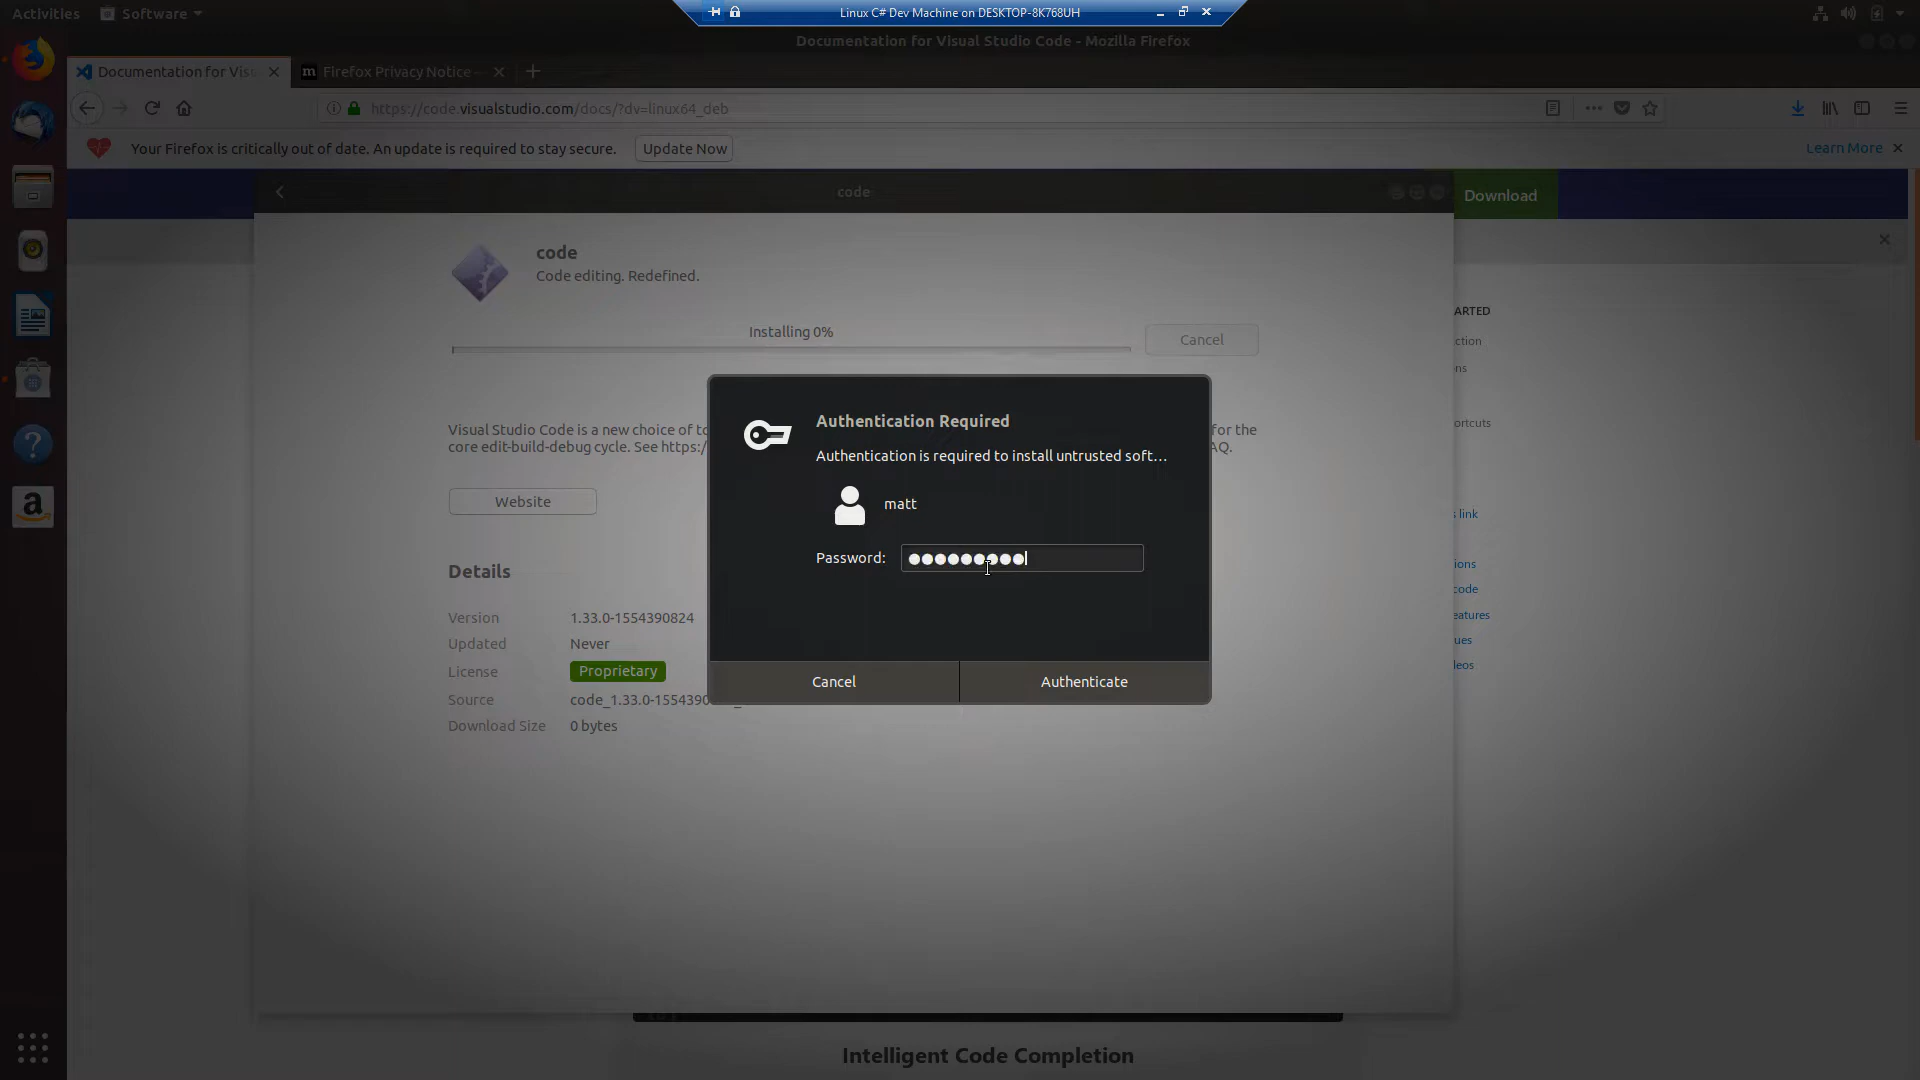 Activities
Software
Linux C# Dev Machine on DESKTOP-8K768UH
Documentation for Visual Studio Code - Mozilla Firefox
Documentation for Visu
m Firefox Privacy Notice -
https://code.visualstudio.com/docs/?dv=linux64_deb
Your Firefox is critically out of date. An update is required to stay secure.
Update Now
Learn More
code
Download
code
Code editing. Redefined.
Installing 0%
Cancel
ARTED
ction
ns
Visual Studio Code is a new choice of to
for the
core edit-build-debug cycle. See https:/
AQ.
ortcuts
Authentication Required
Authentication is required to install untrusted soft…
matt
Password:
Cancel
Authenticate
Website
s link
ions
code
eatures
ues
deos
Details
Version 1.33.0-1554390824
Updated Never
License Proprietary
Source code_1.33.0-1554390
Download Size 0 bytes
Intelligent Code Completion